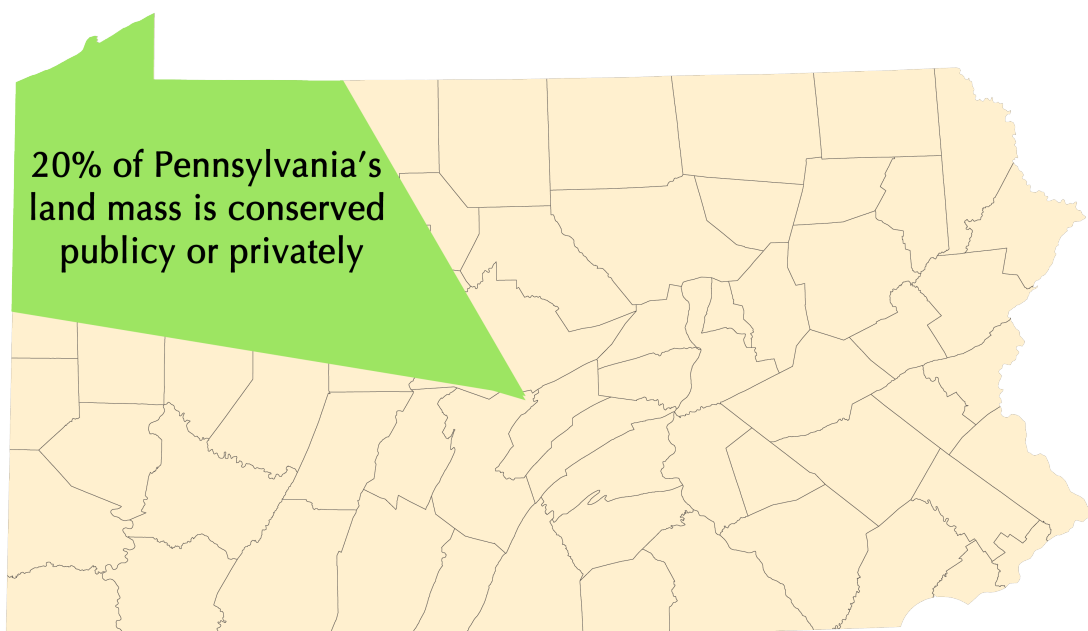 20% of Pennsylvania’s
land mass is conserved
publicy or privately